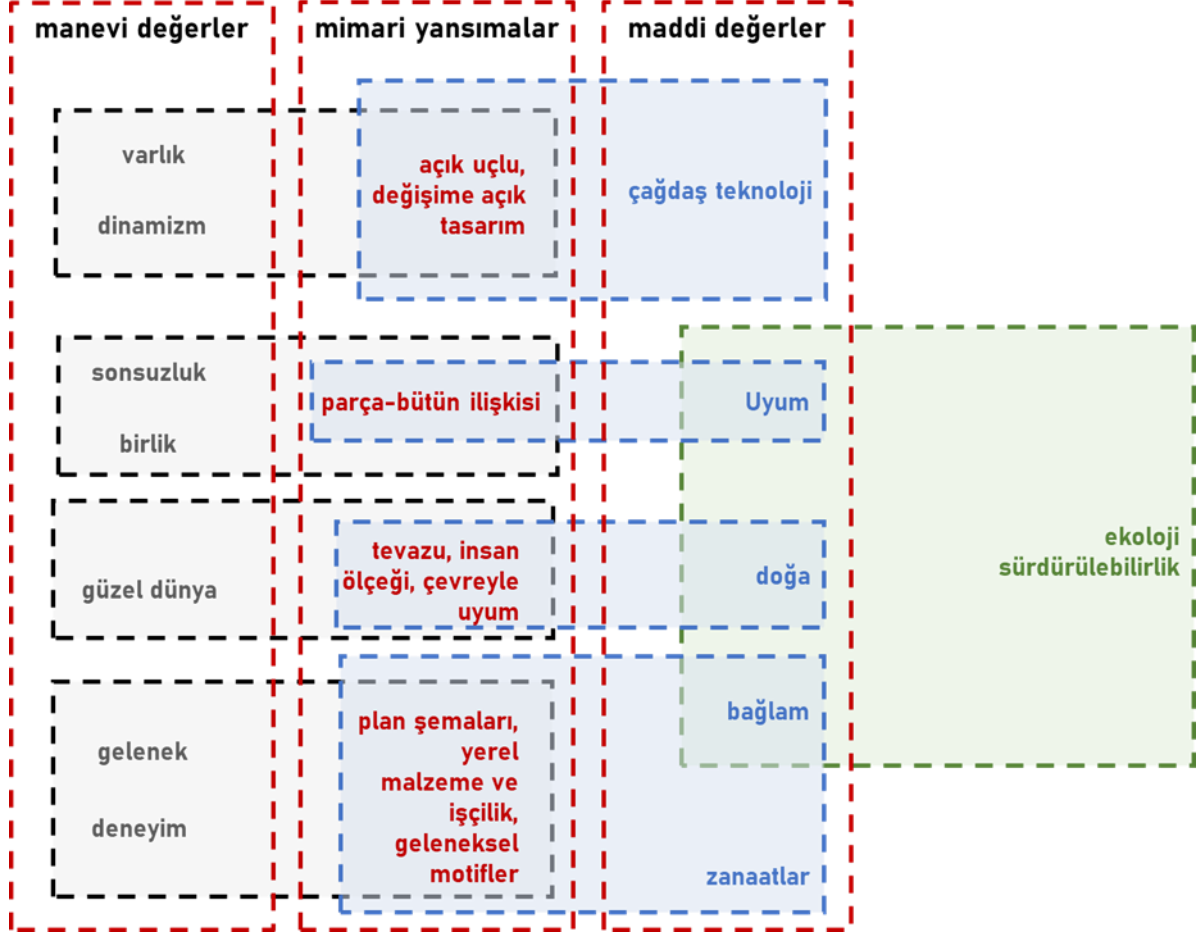 manevi değerler
mimari yansımalar
maddi değerler
varlık
dinamizm
açık uçlu,
değişime açık
tasarım
çağdaş teknoloji
sonsuzluk
birlik
parça-bütün ilişkisi
Uyum
güzel dünya
tevazu, insan
ölçeği, çevreyle
uyum
doğa
ekoloji
sürdürülebilirlik
gelenek
deneyim
plan şemaları,
yerel
malzeme ve
işçilik,
geleneksel
motifler
bağlam
zanaatlar